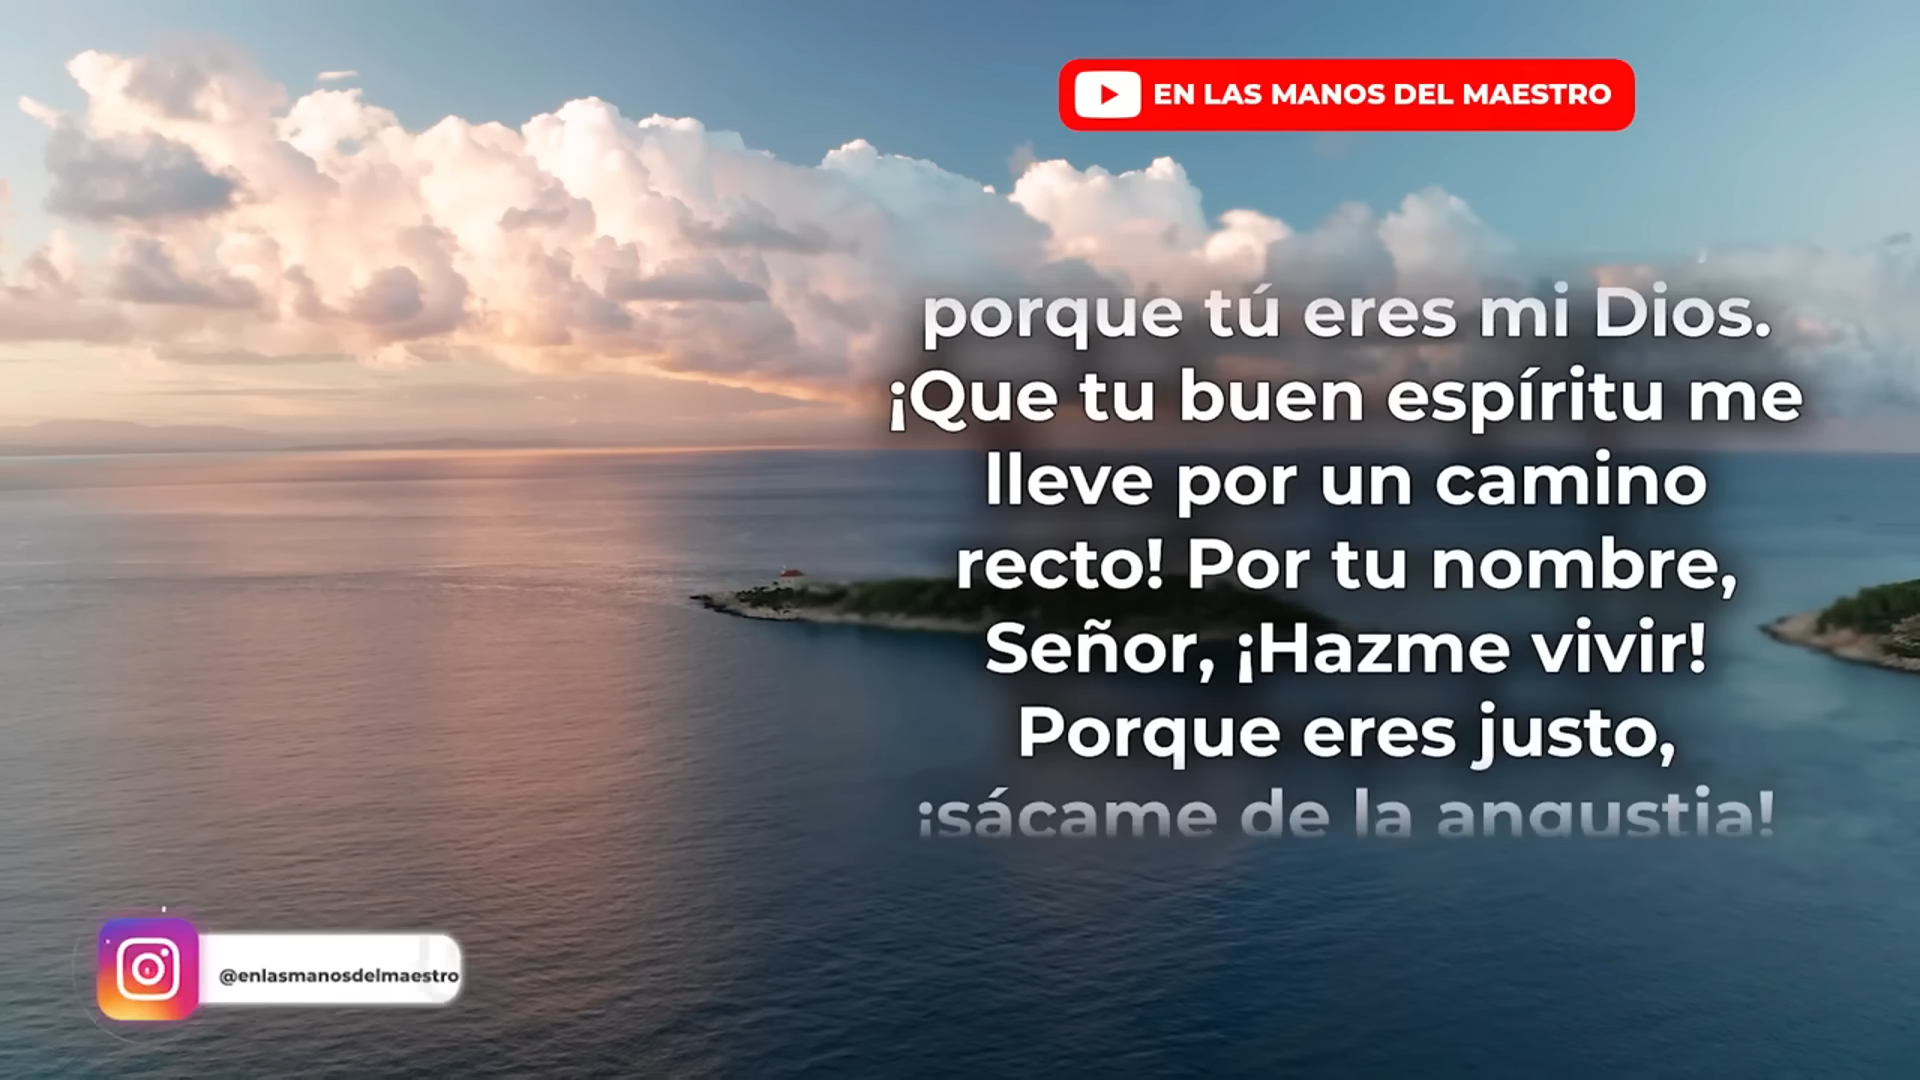 EN LAS MANOS DEL MAESTRO
porque tú eres mi Dios.
¡Que tu buen espíritu me
lleve por un camino
recto! Por tu nombre,
Señor, ¡Hazme vivir!
Porque eres justo,
¡sácame de la angustia!
@enlasmanosdelmaestro